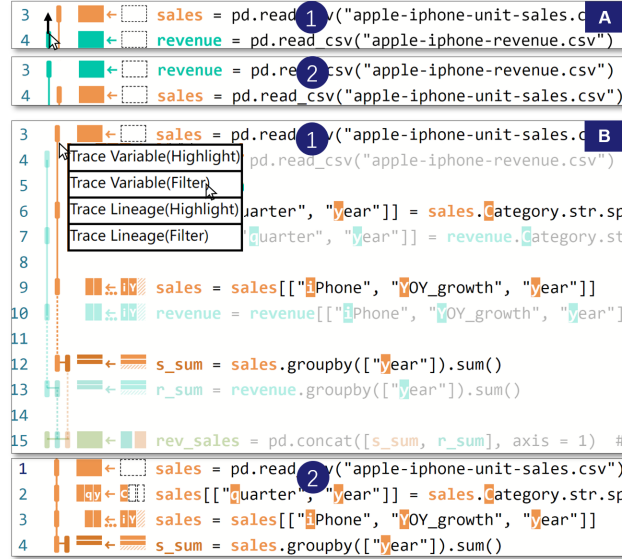 1 A
3 sales = pd.read_csv("apple-iphone-unit-sales.c
4 revenue = pd.read_csv("apple-iphone-revenue.csv")
3 revenue = pd.read_csv("apple-iphone-revenue.csv")
2
4 sales = pd.read_csv("apple-iphone-unit-sales.csv")
1 B
3 sales = pd.read_csv("apple-iphone-unit-sales.c
Trace Variable(Highlight)
4 pd.read_csv("apple-iphone-revenue.csv")
5 Trace Variable(Filter)
6 Trace Lineage(Highlight) uarter", "year"]] = sales.Category.str.sp
7 Trace Lineage(Filter) "quarter", "year"]] = revenue.Category.st
8
9 i Y sales = sales[["iPhone", "YOY_growth", "year"]]
10 i Y revenue = revenue[["iPhone", "YOY_growth", "year"]
11
12 s_sum = sales.groupby(["year"]).sum()
13 r_sum = revenue.groupby(["year"]).sum()
14
15 rev_sales = pd.concat([s_sum, r_sum], axis = 1) #
1 sales = pd.read_csv("apple-iphone-unit-sales.csv")
2
2 q y C sales[["quarter", "year"]] = sales.Category.str.sp
3 i Y sales = sales[["iPhone", "YOY_growth", "year"]]
4 s_sum = sales.groupby(["year"]).sum()